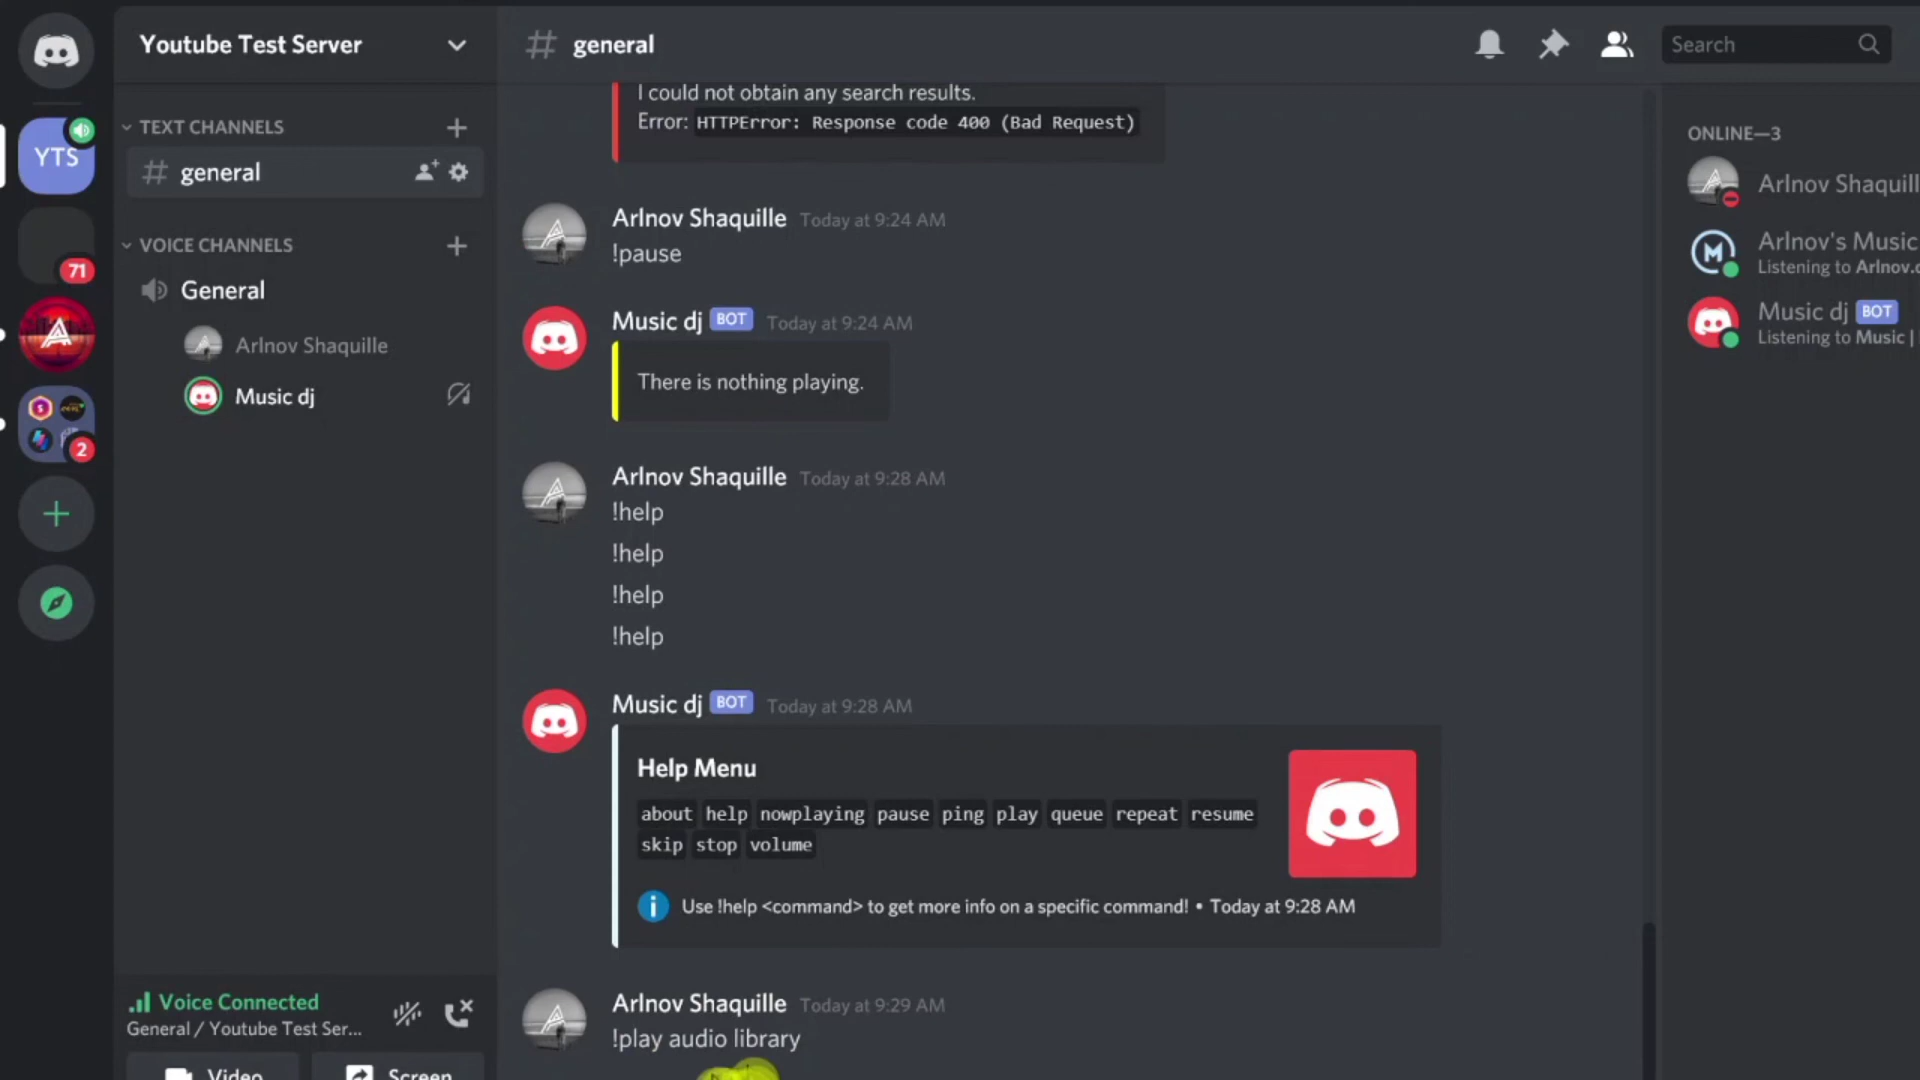 Youtube Test Server
general
Search
TEXT CHANNELS
general
VOICE CHANNELS
General
Arlnov Shaquille
Music dj
YTS
71
2
Voice Connected
General / Youtube Test Ser...
Video
Screen
I could not obtain any search results.
Error: HTTPError: Response code 400 (Bad Request)
Arlnov Shaquille Today at 9:24 AM
!pause
Music dj BOT Today at 9:24 AM
There is nothing playing.
Arlnov Shaquille Today at 9:28 AM
!help
!help
!help
!help
Music dj BOT Today at 9:28 AM
Help Menu
about help nowplaying pause ping play queue repeat resume
skip stop volume
Use !help <command> to get more info on a specific command! • Today at 9:28 AM
Arlnov Shaquille Today at 9:29 AM
!play audio library
ONLINE—3
Arlnov Shaquill
Arlnov's Music
Listening to Arlnov.
Music dj BOT
Listening to Music |